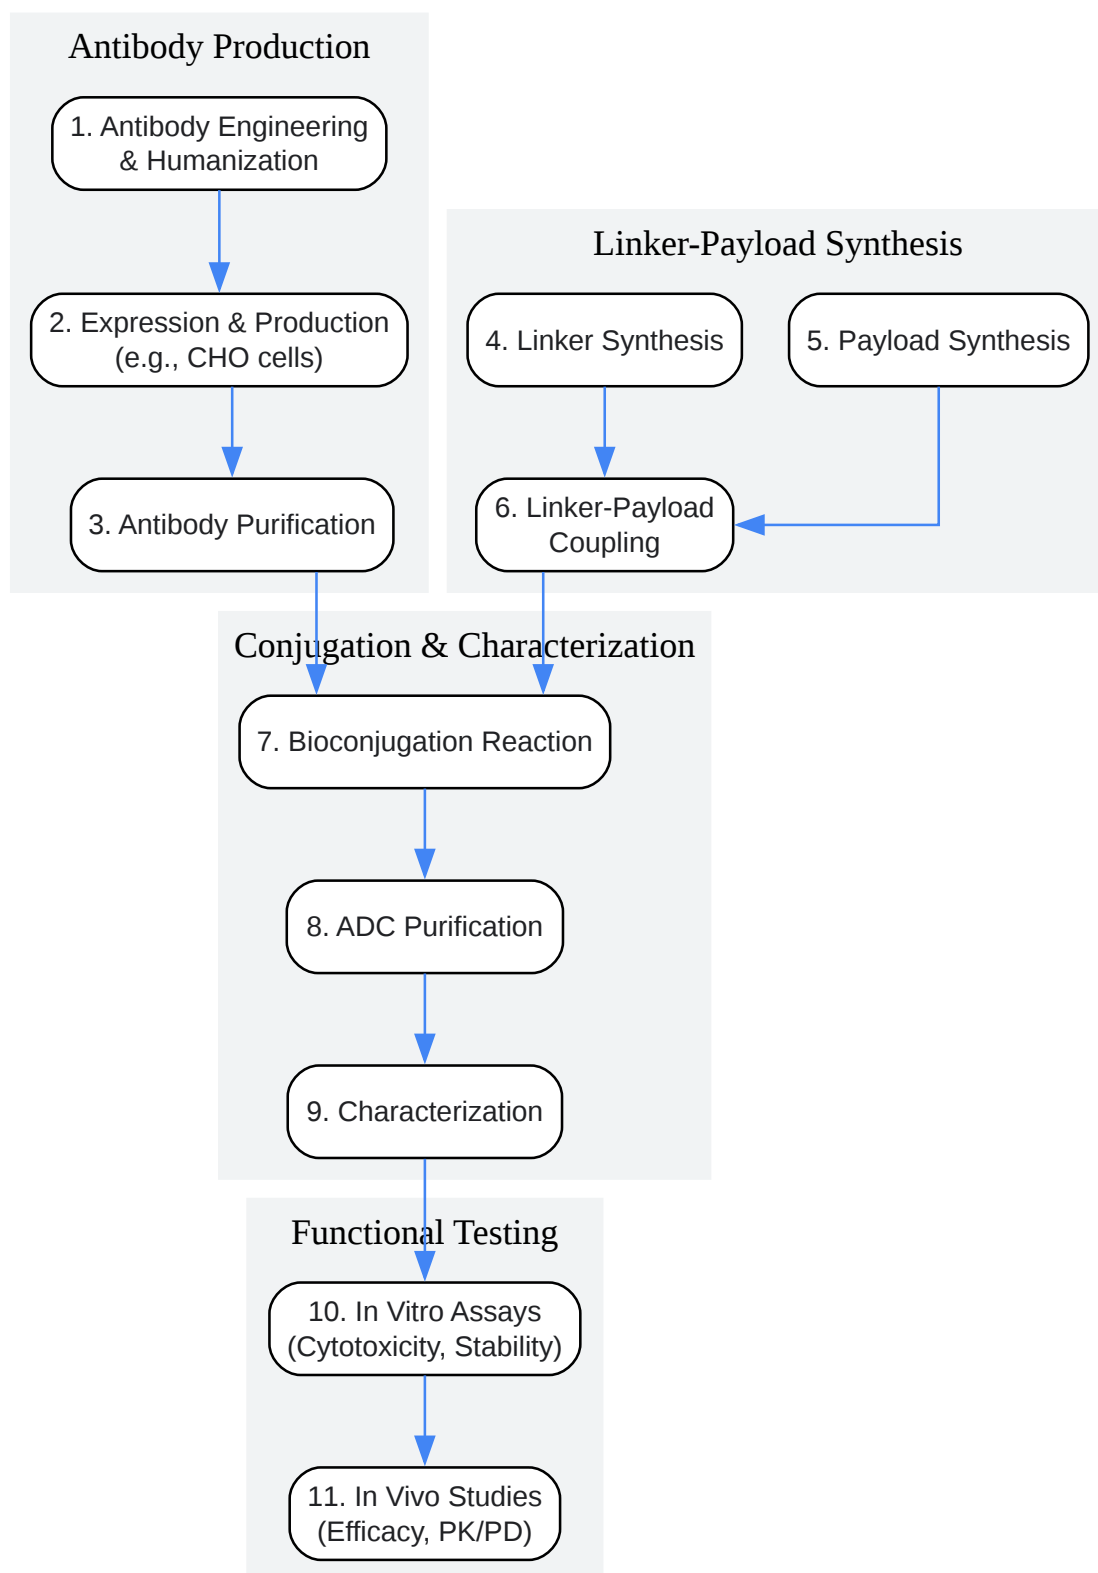 Antibody Production
1. Antibody Engineering
& Humanization
2. Expression & Production
(e.g., CHO cells)
3. Antibody Purification
Linker-Payload Synthesis
4. Linker Synthesis
5. Payload Synthesis
6. Linker-Payload
Coupling
Conjugation & Characterization
7. Bioconjugation Reaction
8. ADC Purification
9. Characterization
Functional Testing
10. In Vitro Assays
(Cytotoxicity, Stability)
11. In Vivo Studies
(Efficacy, PK/PD)